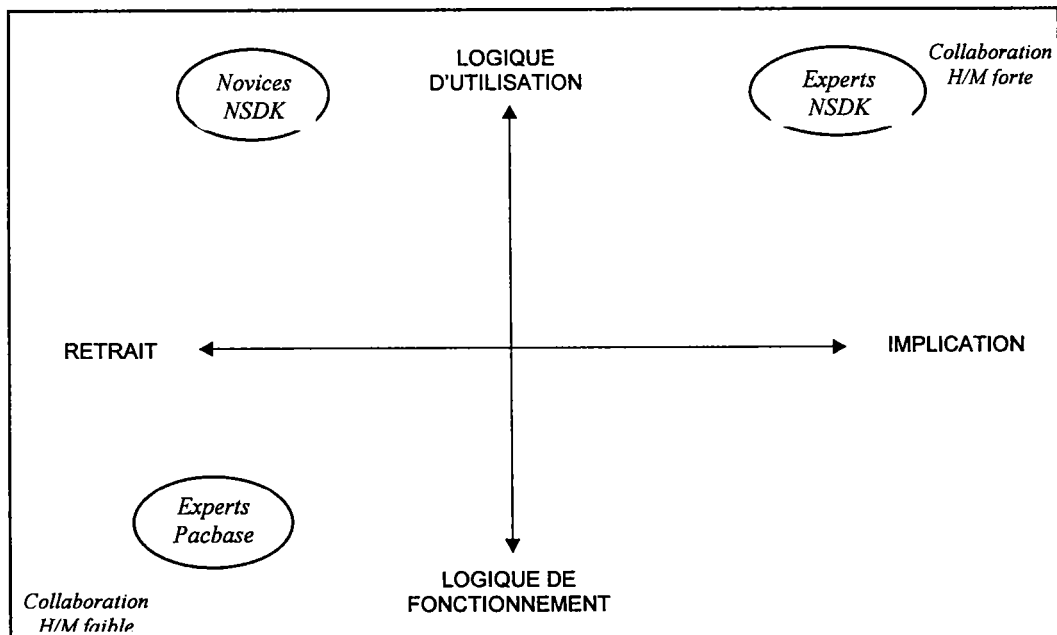 LOGIQUE
D'UTILISATION
Novices
NSDK
Experts
NSDK
Collaboration
H/M forte
RETRAIT
IMPLICATION
Experts
Pacbase
LOGIQUE DE
FONCTIONNEMENT
Collaboration
H/M faible